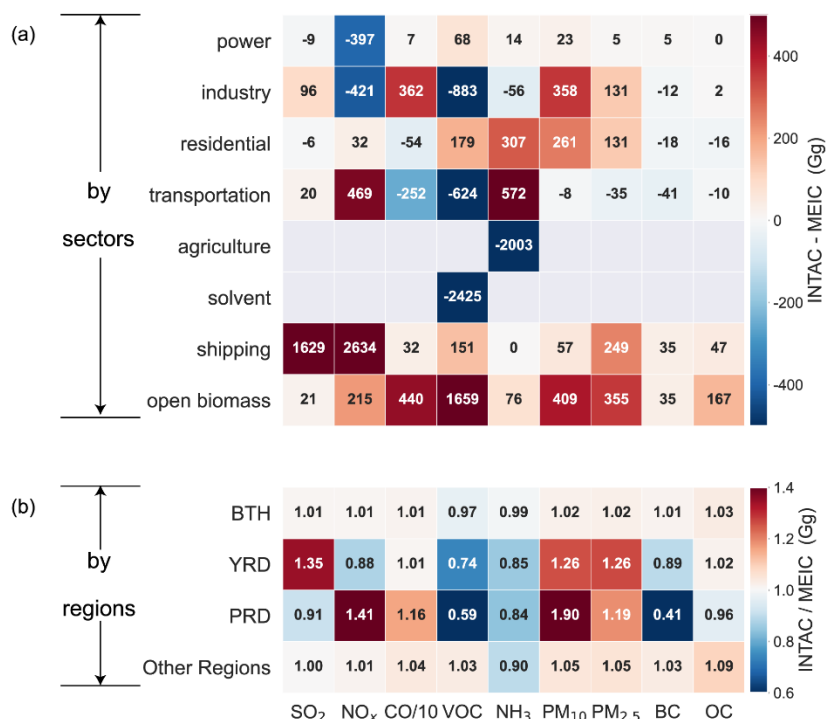 (a)
by
sectors
power -9 -397 7 68 14 23 5 5 0
industry 96 -421 362 -883 -56 358 131 -12 2
residential -6 32 -54 179 307 261 131 -18 -16
transportation 20 469 -252 -624 572 -8 -35 -41 -10
agriculture -2003
solvent -2425
shipping 1629 2634 32 151 0 57 249 35 47
open biomass 21 215 440 1659 76 409 355 35 167
400
200
0
-200
-400
INTAC - MEIC (Gg)
(b)
by
regions
BTH 1.01 1.01 1.01 0.97 0.99 1.02 1.02 1.01 1.03
YRD 1.35 0.88 1.01 0.74 0.85 1.26 1.26 0.89 1.02
PRD 0.91 1.41 1.16 0.59 0.84 1.90 1.19 0.41 0.96
Other Regions 1.00 1.01 1.04 1.03 0.90 1.05 1.05 1.03 1.09
SO₂ NOₓ CO/10 VOC NH₃ PM₁₀ PM₂.₅ BC OC
1.4
1.2
1.0
0.8
0.6
INTAC / MEIC (Gg)